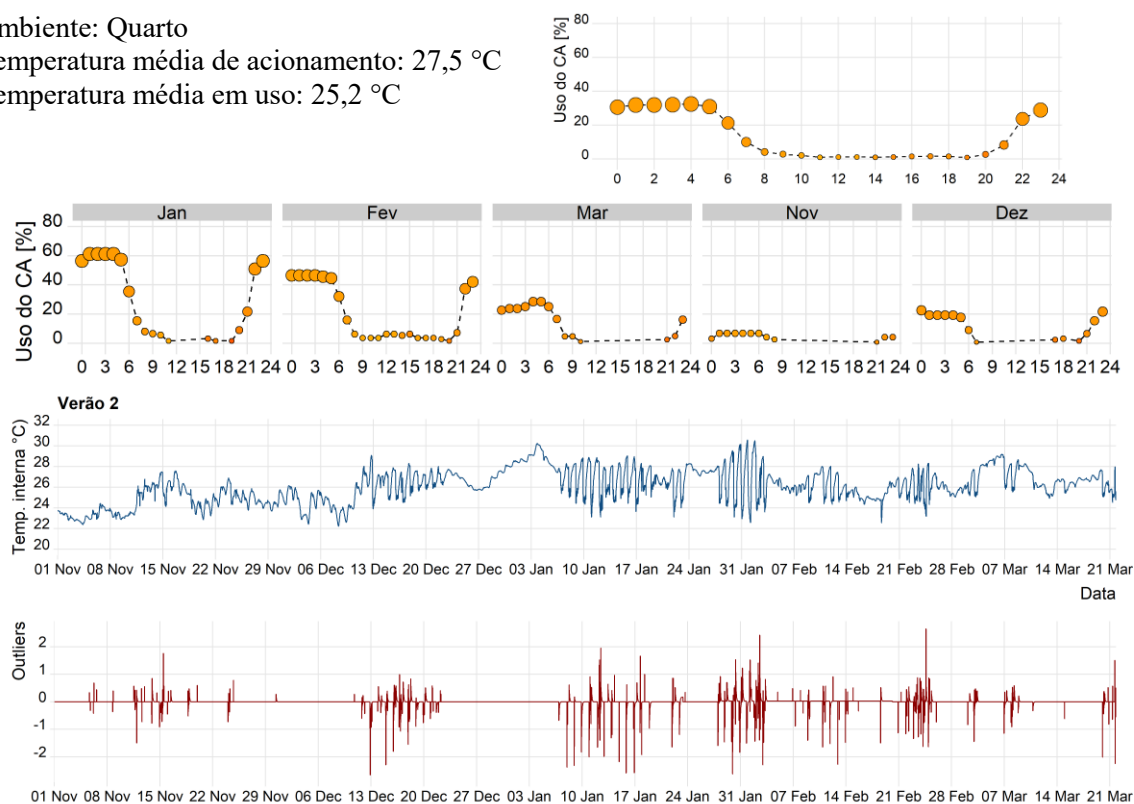 mbiente: Quarto
emperatura média de acionamento: 27,5 °C
emperatura média em uso: 25,2 °C
Uso do CA [%]
80
60
40
20
0
0 2 4 6 8 10 12 14 16 18 20 22 24
Jan Fev Mar Nov Dez
Uso do CA [%]
80
60
40
20
0
0 3 6 9 12 15 18 21 24 0 3 6 9 12 15 18 21 24 0 3 6 9 12 15 18 21 24 0 3 6 9 12 15 18 21 24 0 3 6 9 12 15 18 21 24
Verão 2
Temp. interna °C)
32
30
28
26
24
22
20
01 Nov 08 Nov 15 Nov 22 Nov 29 Nov 06 Dec 13 Dec 20 Dec 27 Dec 03 Jan 10 Jan 17 Jan 24 Jan 31 Jan 07 Feb 14 Feb 21 Feb 28 Feb 07 Mar 14 Mar 21 Mar
Data
Outliers
2
1
0
-1
-2
01 Nov 08 Nov 15 Nov 22 Nov 29 Nov 06 Dec 13 Dec 20 Dec 27 Dec 03 Jan 10 Jan 17 Jan 24 Jan 31 Jan 07 Feb 14 Feb 21 Feb 28 Feb 07 Mar 14 Mar 21 Mar